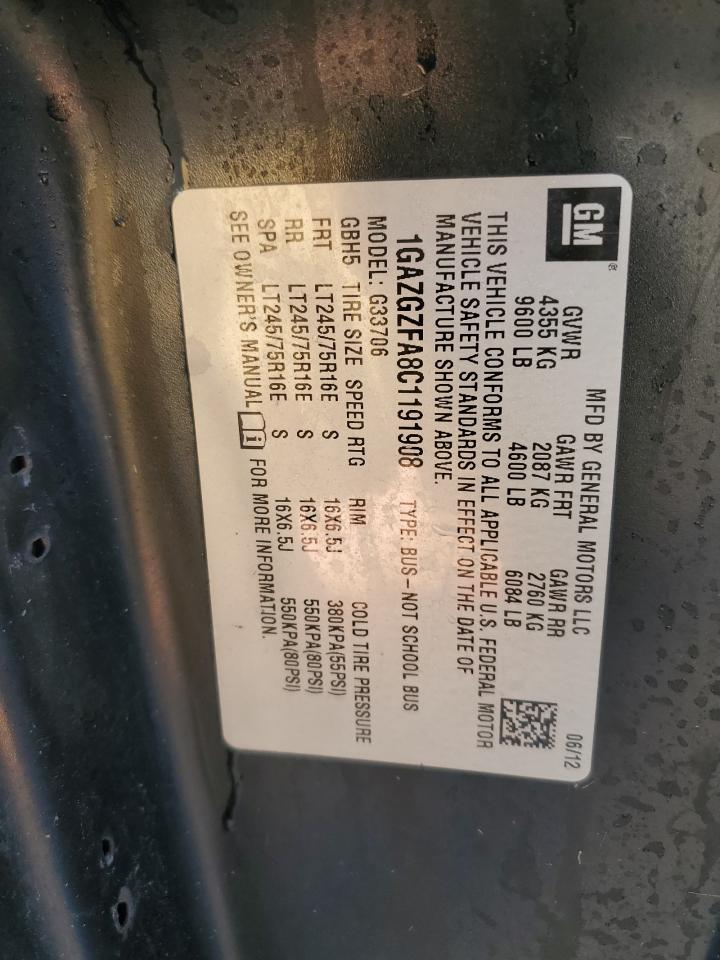 GM ®
MFD BY GENERAL MOTORS LLC
06/12
GVWR GAWR FRT GAWR RR
4355 KG 2087 KG 2760 KG
9600 LB 4600 LB 6084 LB
THIS VEHICLE CONFORMS TO ALL APPLICABLE U.S. FEDERAL MOTOR
VEHICLE SAFETY STANDARDS IN EFFECT ON THE DATE OF
MANUFACTURE SHOWN ABOVE.
1GAZGZFA8C1191908 TYPE: BUS–NOT SCHOOL BUS
MODEL: G33706
GBH5 TIRE SIZE SPEED RTG RIM COLD TIRE PRESSURE
FRT LT245/75R16E S 16X6.5J 380KPA(55PSI)
RR LT245/75R16E S 16X6.5J 550KPA(80PSI)
SPA LT245/75R16E S 16X6.5J 550KPA(80PSI)
SEE OWNER'S MANUAL i FOR MORE INFORMATION.